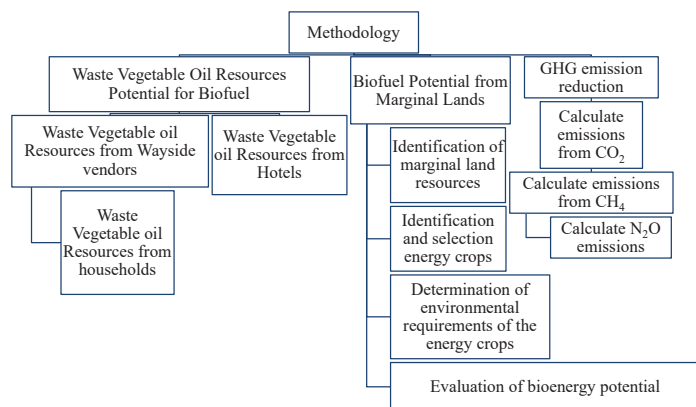 Methodology
Waste Vegetable Oil Resources
Potential for Biofuel
Waste Vegetable oil
Resources from Wayside
vendors
Waste Vegetable
oil Resources from
Hotels
Waste
Vegetable oil
Resources from
households
Biofuel Potential from
Marginal Lands
Identification of
marginal land
resources
Identification
and selection
energy crops
Determination of
environmental
requirements of the
energy crops
Evaluation of bioenergy potential
GHG emission
reduction
Calculate
emissions
from CO₂
Calculate emissions
from CH₄
Calculate N₂O
emissions